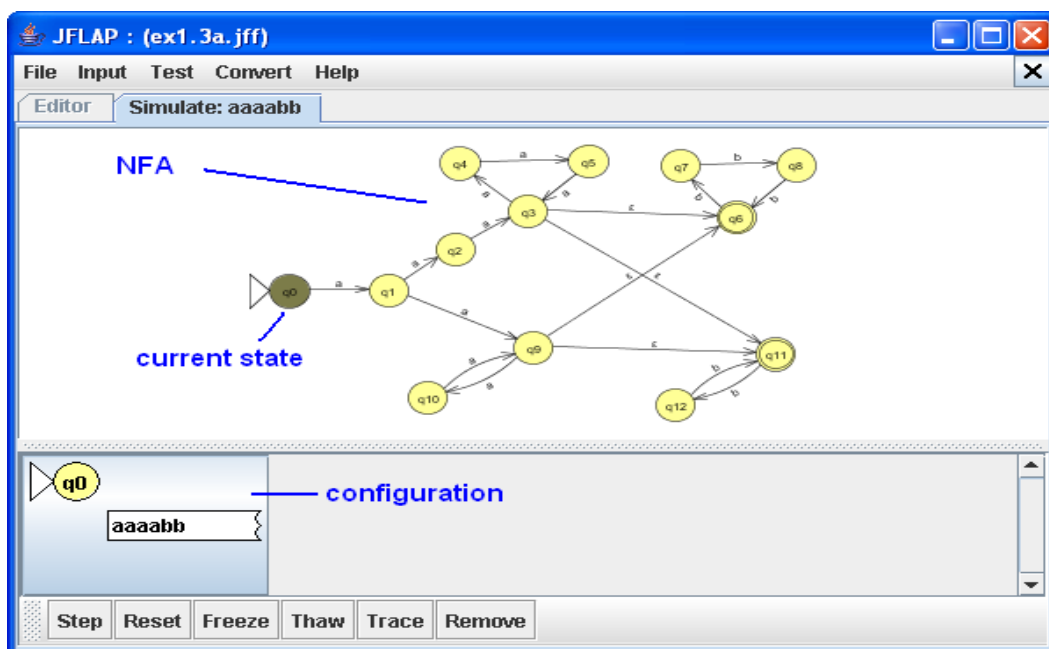 JFLAP : (ex1.3a.jff)
File Input Test Convert Help
Editor Simulate: aaaabb
NFA
q4 a q5 q7 b q8
a a b b
q3 ε q6
a
q2
a ε ε
q0 a q1
a
current state
q9 ε q11
a a b b
q10 q12
q0
configuration
aaaabb
Step Reset Freeze Thaw Trace Remove